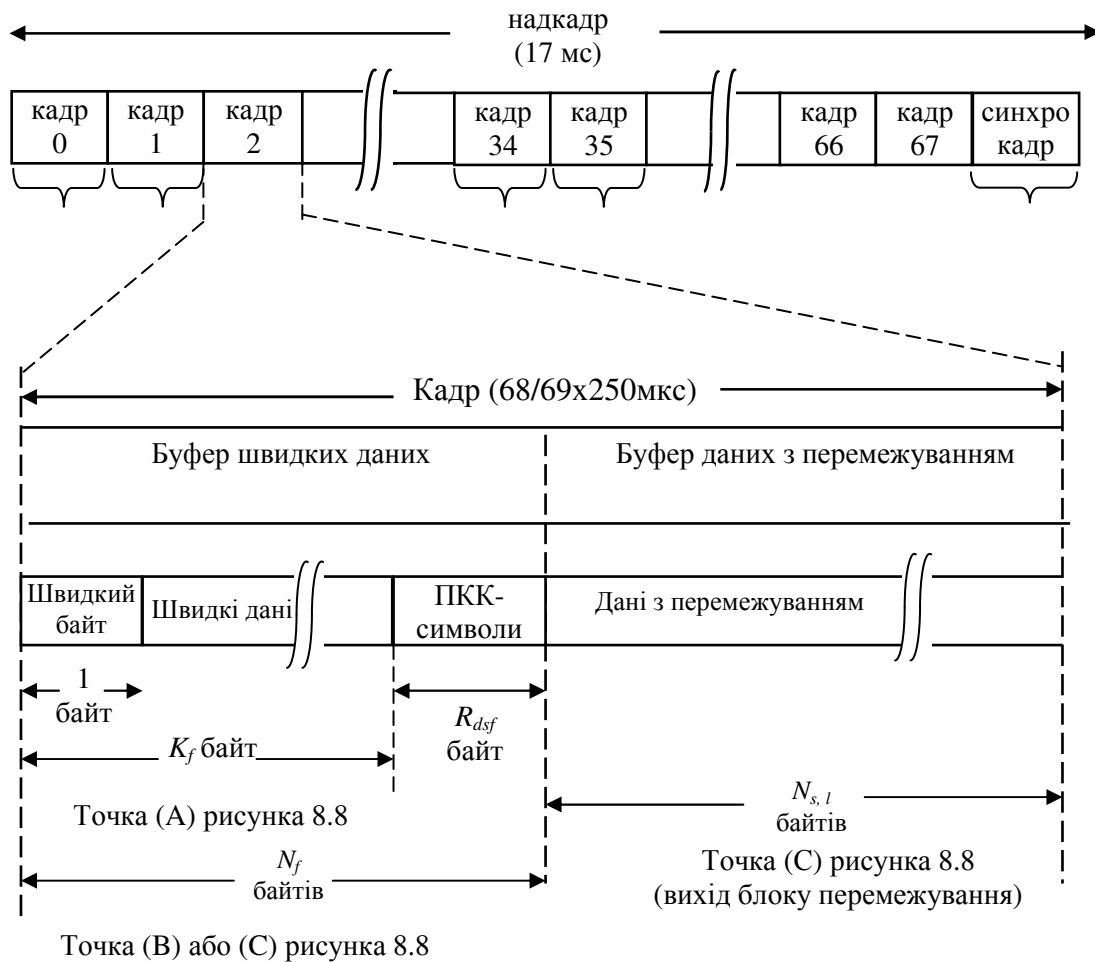 надкадр
(17 мс)
кадр
0
кадр
1
кадр
2
кадр
34
кадр
35
кадр
66
кадр
67
синхро
кадр
Кадр (68/69x250мкс)
Буфер швидких даних
Буфер даних з перемежуванням
Швидкий
байт
Швидкі дані
ПКК-
символи
Дані з перемежуванням
1
байт
R_dsf
байт
K_f байт
Точка (А) рисунка 8.8
N_s, l
байтів
N_f
байтів
Точка (С) рисунка 8.8
(вихід блоку перемежування)
Точка (В) або (С) рисунка 8.8